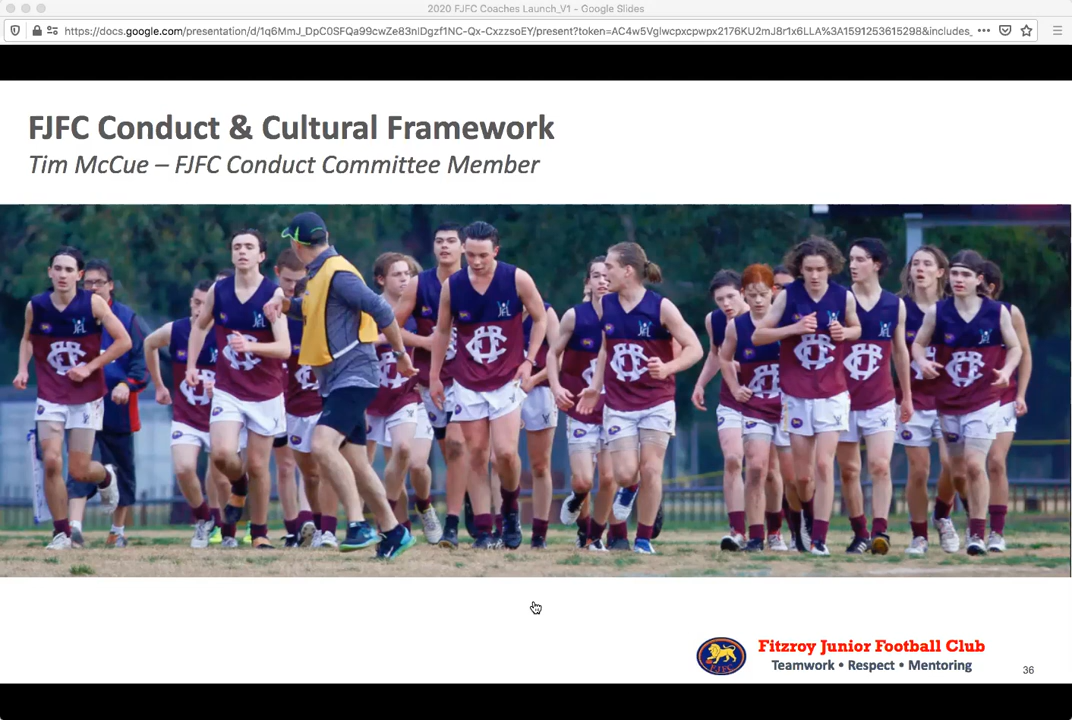 2020 FJFC Coaches Launch_V1 - Google Slides
https://docs.google.com/presentation/d/1q6MmJ_DpC0SFQa99cwZe83nlDgzf1NC-Qx-CxzzsoEY/present?token=AC4w5Vglwcpxcpwpx2176KU2mJ8r1x6LLA%3A1591253615298&includes_
FJFC Conduct & Cultural Framework
Tim McCue – FJFC Conduct Committee Member
Fitzroy Junior Football Club
Teamwork • Respect • Mentoring
36